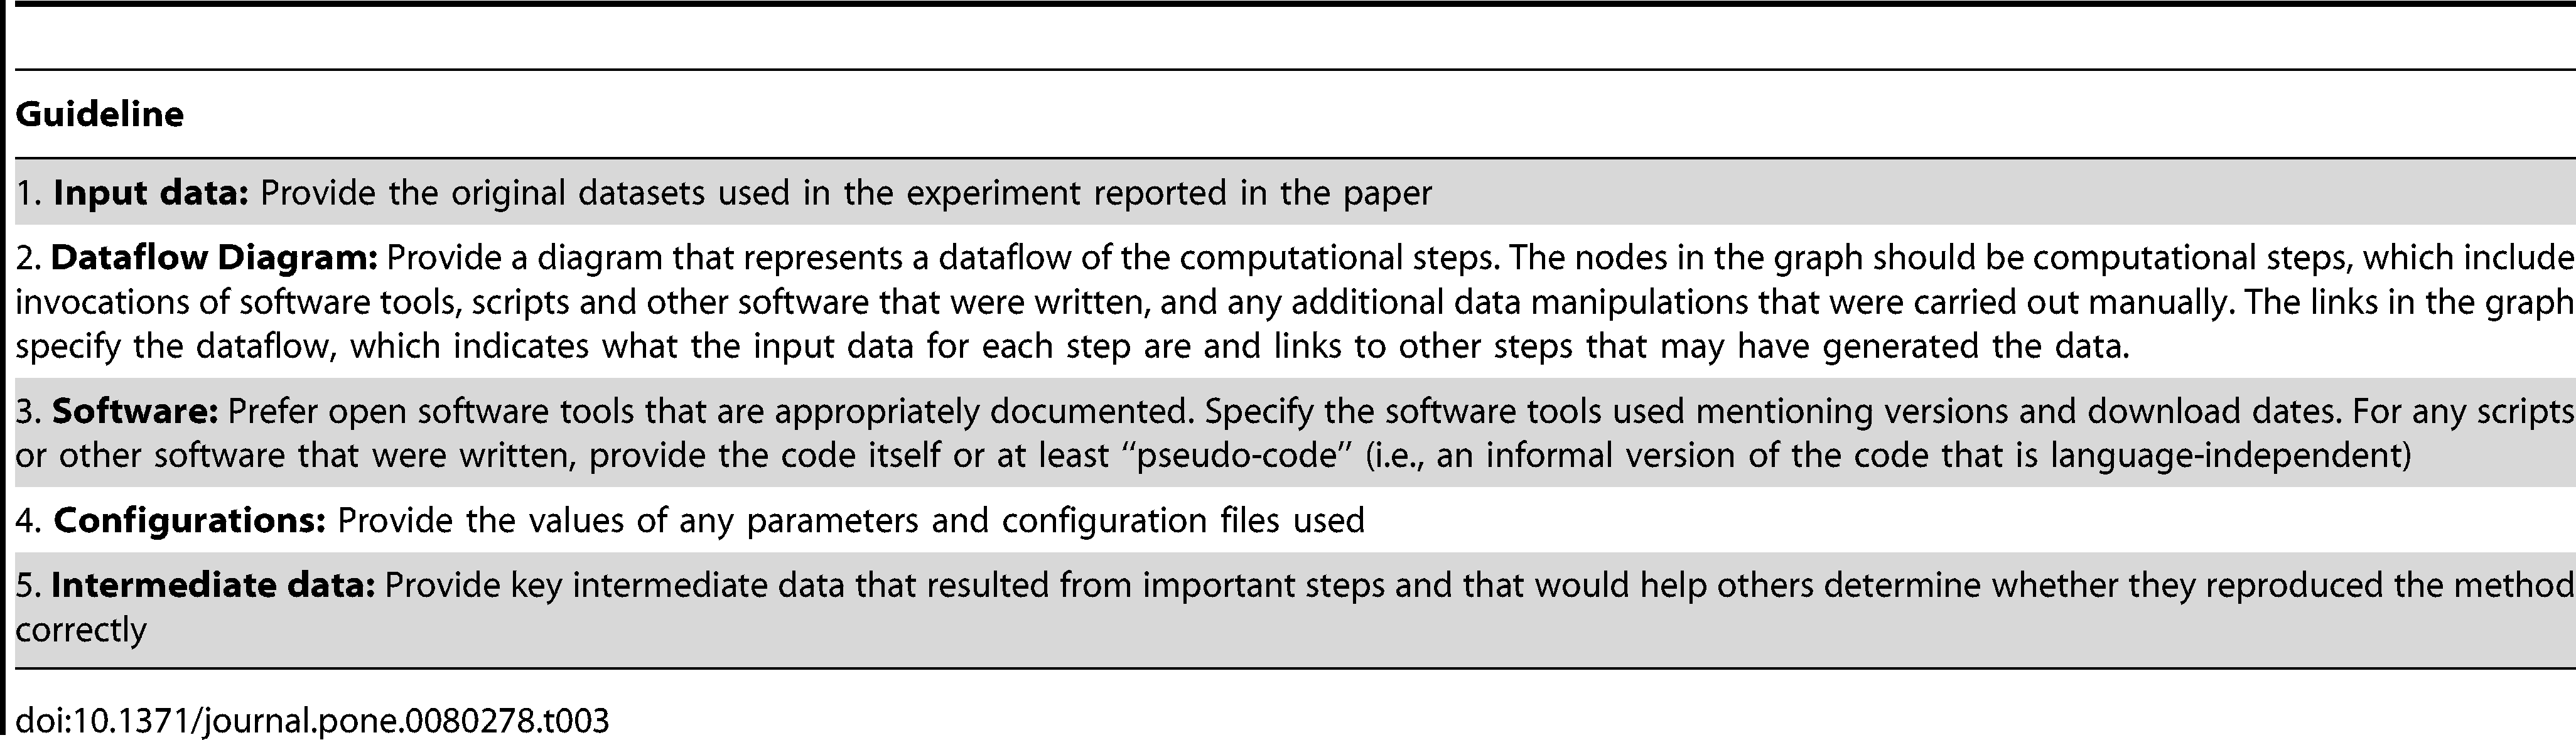 Guideline
1. Input data: Provide the original datasets used in the experiment reported in the paper
2. Dataflow Diagram: Provide a diagram that represents a dataflow of the computational steps. The nodes in the graph should be computational steps, which include
invocations of software tools, scripts and other software that were written, and any additional data manipulations that were carried out manually. The links in the graph
specify the dataflow, which indicates what the input data for each step are and links to other steps that may have generated the data.
3. Software: Prefer open software tools that are appropriately documented. Specify the software tools used mentioning versions and download dates. For any scripts
or other software that were written, provide the code itself or at least “pseudo-code” (i.e., an informal version of the code that is language-independent)
4. Configurations: Provide the values of any parameters and configuration files used
5. Intermediate data: Provide key intermediate data that resulted from important steps and that would help others determine whether they reproduced the method
correctly
doi:10.1371/journal.pone.0080278.t003